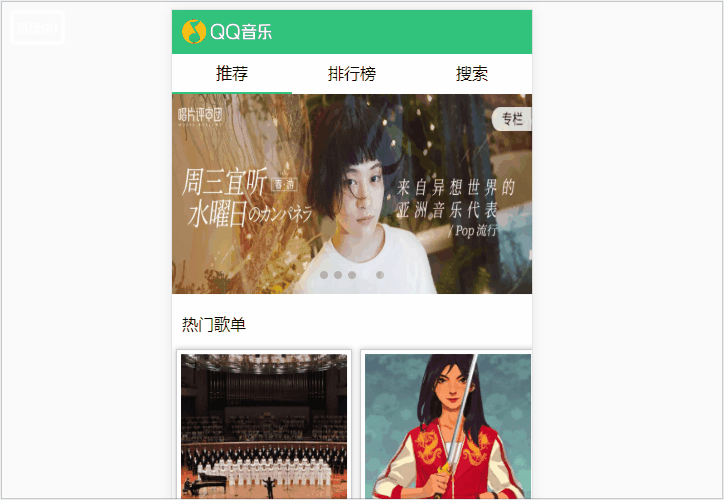 QQ音乐
推荐
排行榜
搜索
唱片评审团
专栏
周三宜听
水曜日のカンパネラ
来自异想世界的
亚洲音乐代表
/ Pop 流行
热门歌单